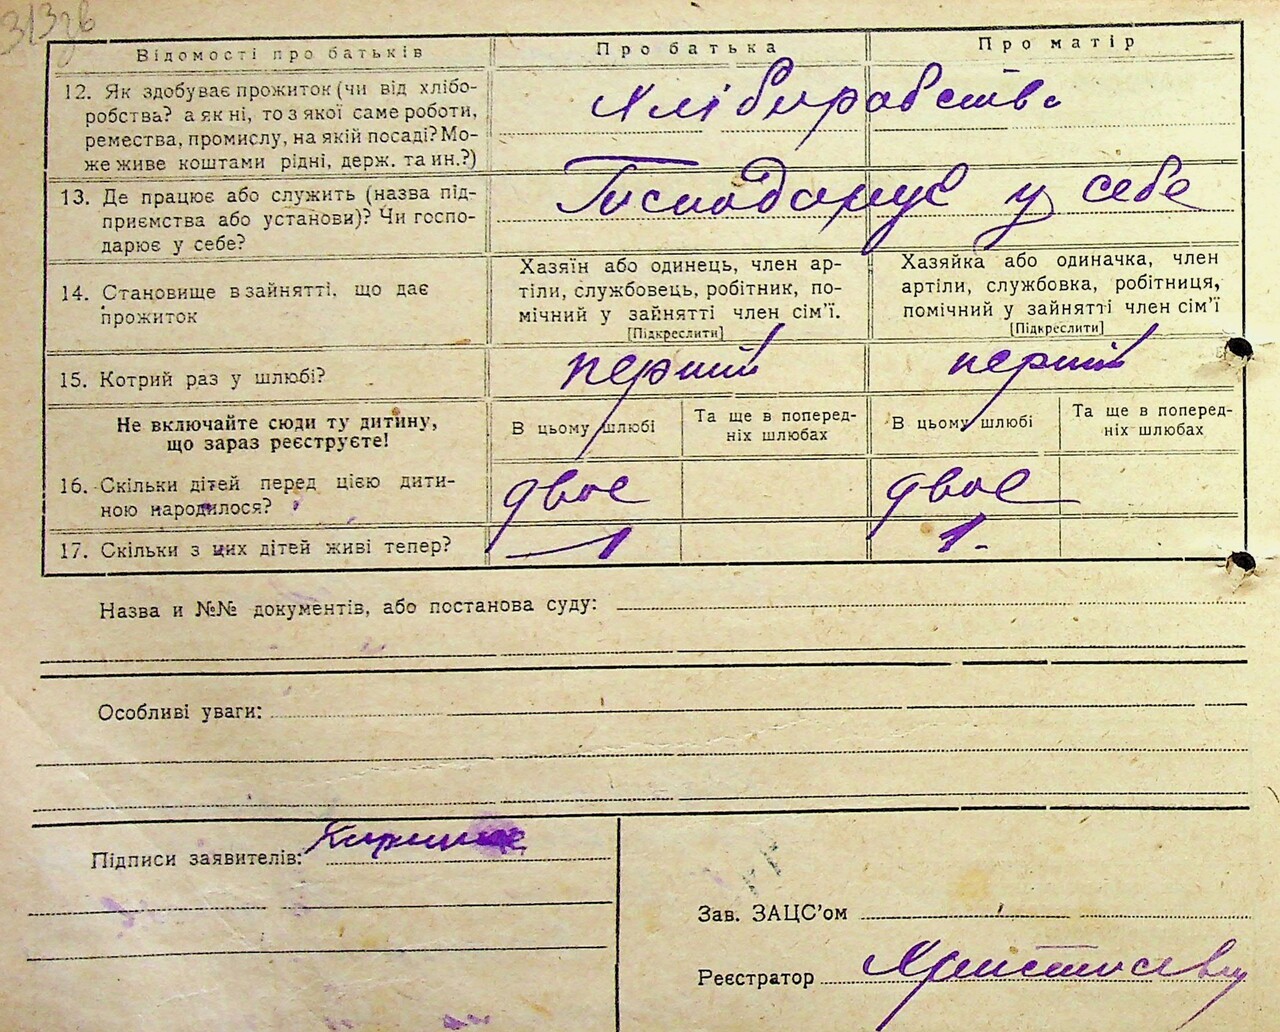 313зв
Відомості про батьків
Про батька
Про матір
12. Як здобуває прожиток (чи від хлібо-
робства? а як ні, то з якої саме роботи,
ремества, промислу, на якій посаді? Мо-
же живе коштами рідні, держ. та ин.?)
Хліборобство
13. Де працює або служить (назва під-
приємства або установи)? Чи госпо-
дарює у себе?
Господарує у себе
14. Становище в зайнятті, що дає
прожиток
Хазяїн або одинець, член ар-
тіли, службовець, робітник, по-
мічний у зайнятті член сім'ї.
[Підкреслити]
Хазяйка або одиначка, член
артіли, службовка, робітниця,
помічний у зайнятті член сім'ї
[Підкреслити]
15. Котрий раз у шлюбі?
перший
перший
Не включайте сюди ту дитину,
що зараз реєструєте!
В цьому шлюбі
Та ще в поперед-
ніх шлюбах
В цьому шлюбі
Та ще в поперед-
ніх шлюбах
16. Скільки дітей перед цією дити-
ною народилося?
двоє
двоє
17. Скільки з цих дітей живі тепер?
1
1.
Назва и №№ документів, або постанова суду:
Особливі уваги:
Підписи заявителів:
Зав. ЗАЦС'ом
Реєстратор